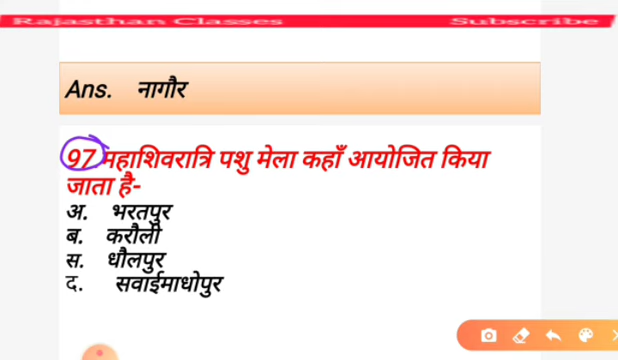 Rajasthan Classes Subscribe
Ans. नागौर
97.महाशिवरात्रि पशु मेला कहाँ आयोजित किया
जाता है-
अ. भरतपुर
ब. करौली
स. धौलपुर
द. सवाईमाधोपुर